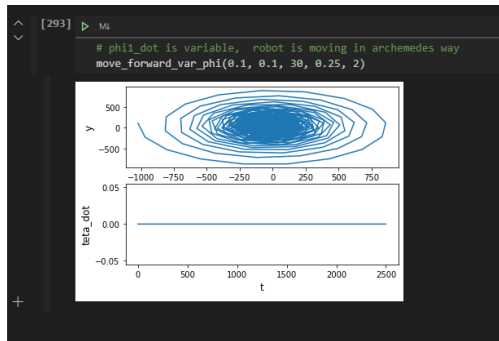 [293] M↓
# phi1_dot is variable, robot is moving in archemedes way
move_forward_var_phi(0.1, 0.1, 30, 0.25, 2)
500
0
−500
y
−1000 −750 −500 −250 0 250 500 750
0.05
0.00
−0.05
teta_dot
0 500 1000 1500 2000 2500
t